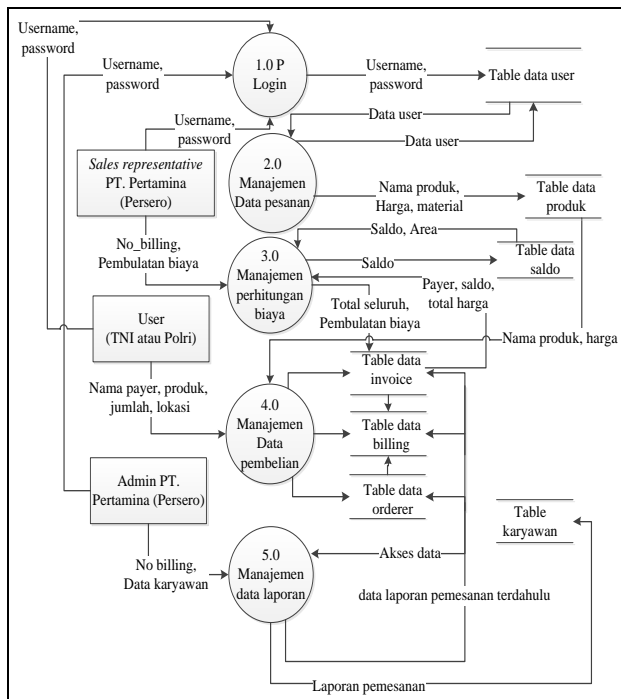 Username,
password
Username,
password
1.0 P
Login
Username,
password
Table data user
Username,
password
Data user
Data user
Sales representative
PT. Pertamina
(Persero)
2.0
Manajemen
Data pesanan
Nama produk,
Harga, material
Table data
produk
Saldo, Area
No_billing,
Pembulatan biaya
3.0
Manajemen
perhitungan
biaya
Saldo
Table data
saldo
Payer, saldo,
total harga
Total seluruh,
Pembulatan biaya
User
(TNI atau Polri)
Nama produk, harga
Table data
invoice
Nama payer, produk,
jumlah, lokasi
4.0
Manajemen
Data
pembelian
Table data
billing
Admin PT.
Pertamina (Persero)
Table data
orderer
Table
karyawan
No billing,
Data karyawan
5.0
Manajemen
data laporan
Akses data
data laporan pemesanan terdahulu
Laporan pemesanan